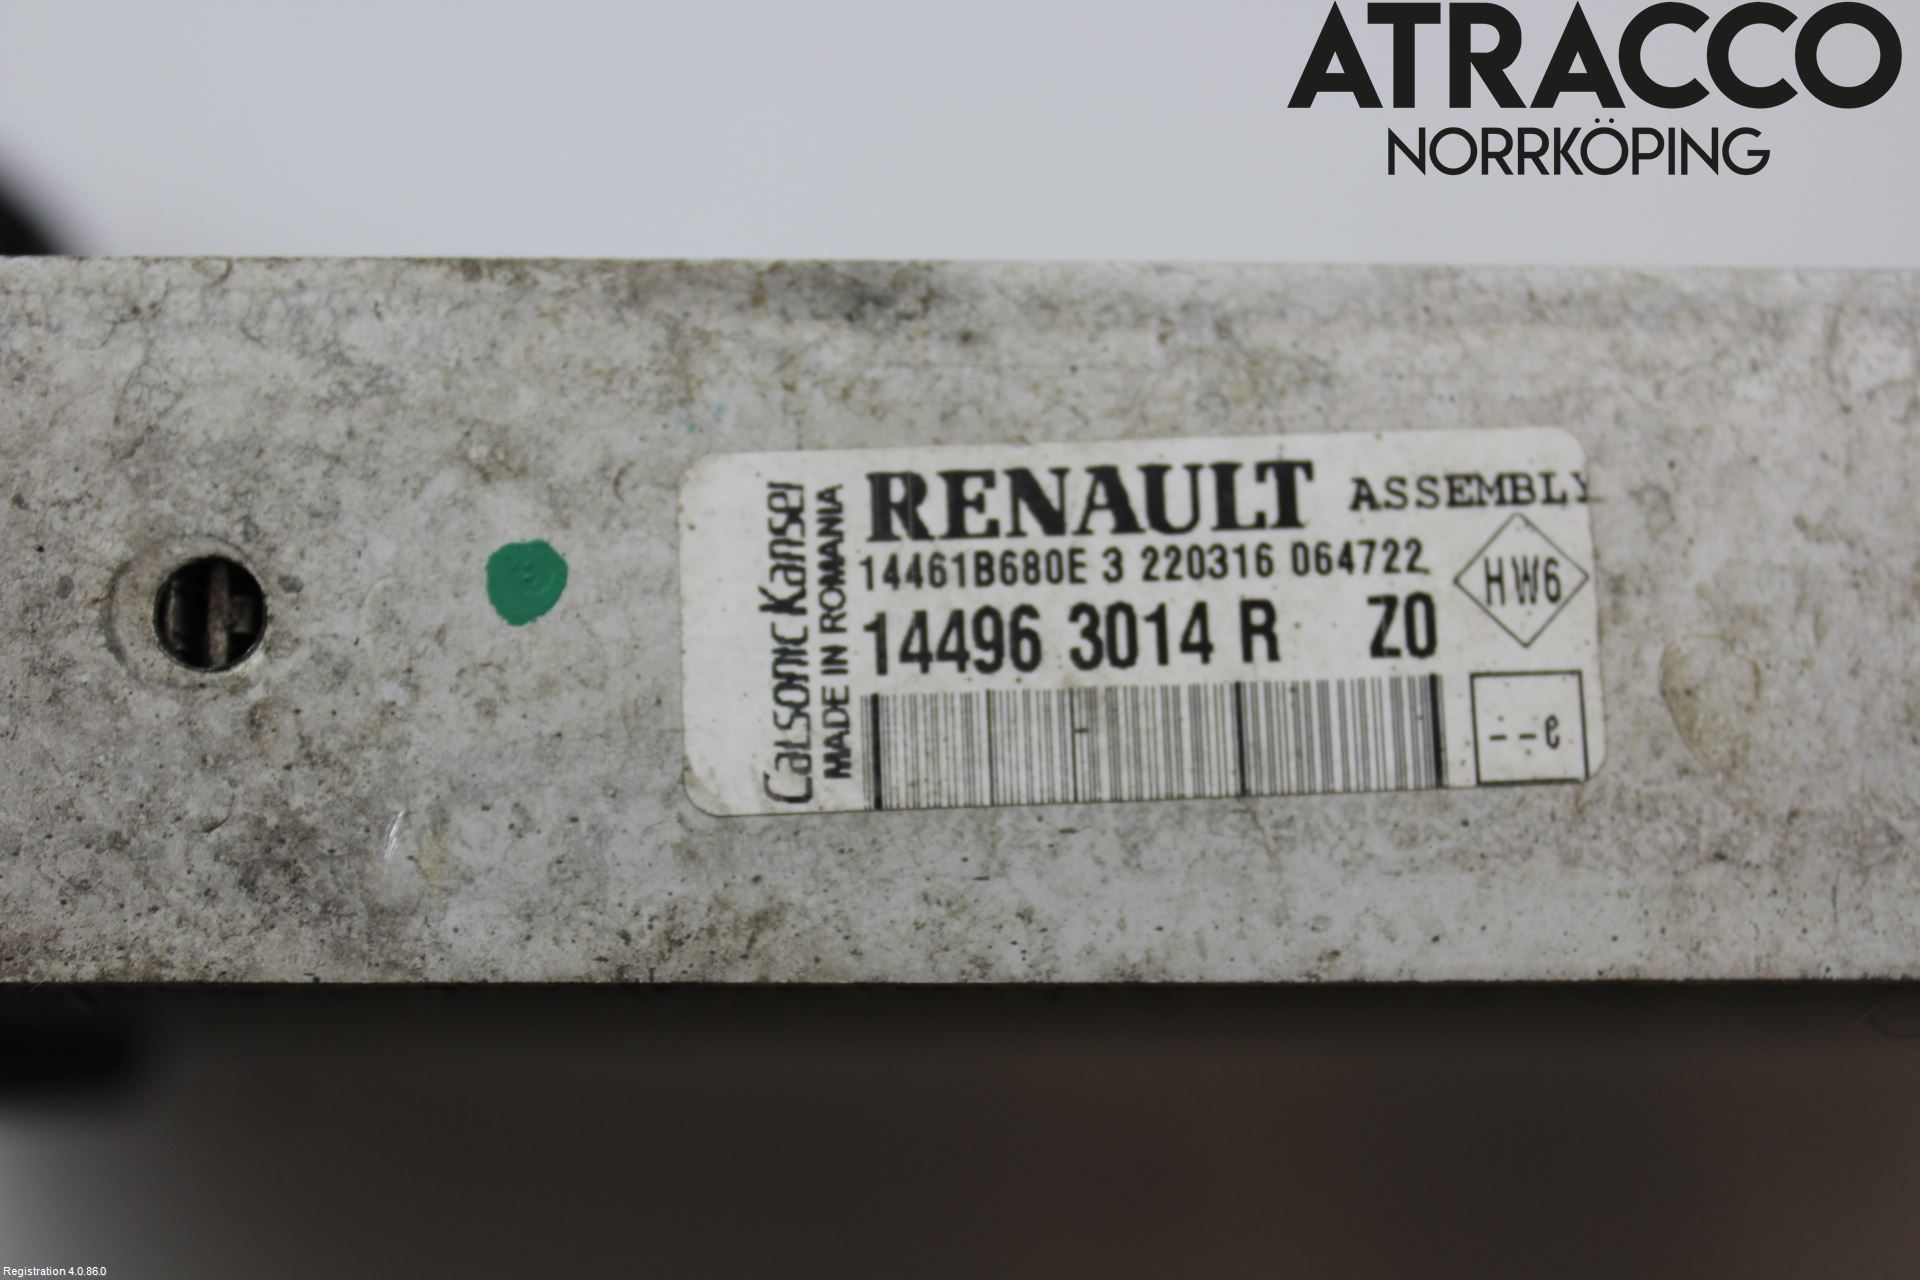 ATRACCO
NORRKÖPING
RENAULT ASSEMBLY
14461B680E 3 220316 064722
14496 3014 R Z0
HW6
--e
Calsonic Kansei
MADE IN ROMANIA
Registration 4.0.86.0